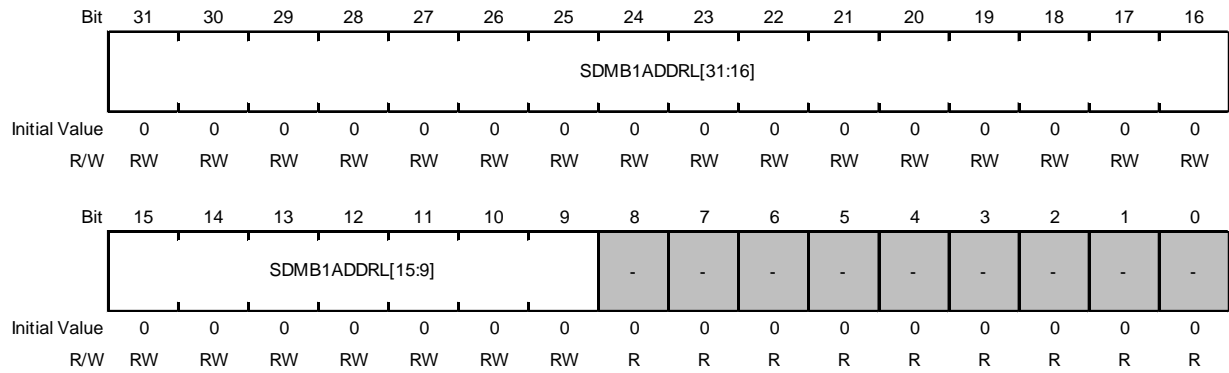 Bit 31 30 29 28 27 26 25 24 23 22 21 20 19 18 17 16
SDMB1ADDRL[31:16]
Initial Value 0 0 0 0 0 0 0 0 0 0 0 0 0 0 0 0
R/W RW RW RW RW RW RW RW RW RW RW RW RW RW RW RW RW
Bit 15 14 13 12 11 10 9 8 7 6 5 4 3 2 1 0
SDMB1ADDRL[15:9] - - - - - - - - -
Initial Value 0 0 0 0 0 0 0 0 0 0 0 0 0 0 0 0
R/W RW RW RW RW RW RW RW R R R R R R R R R